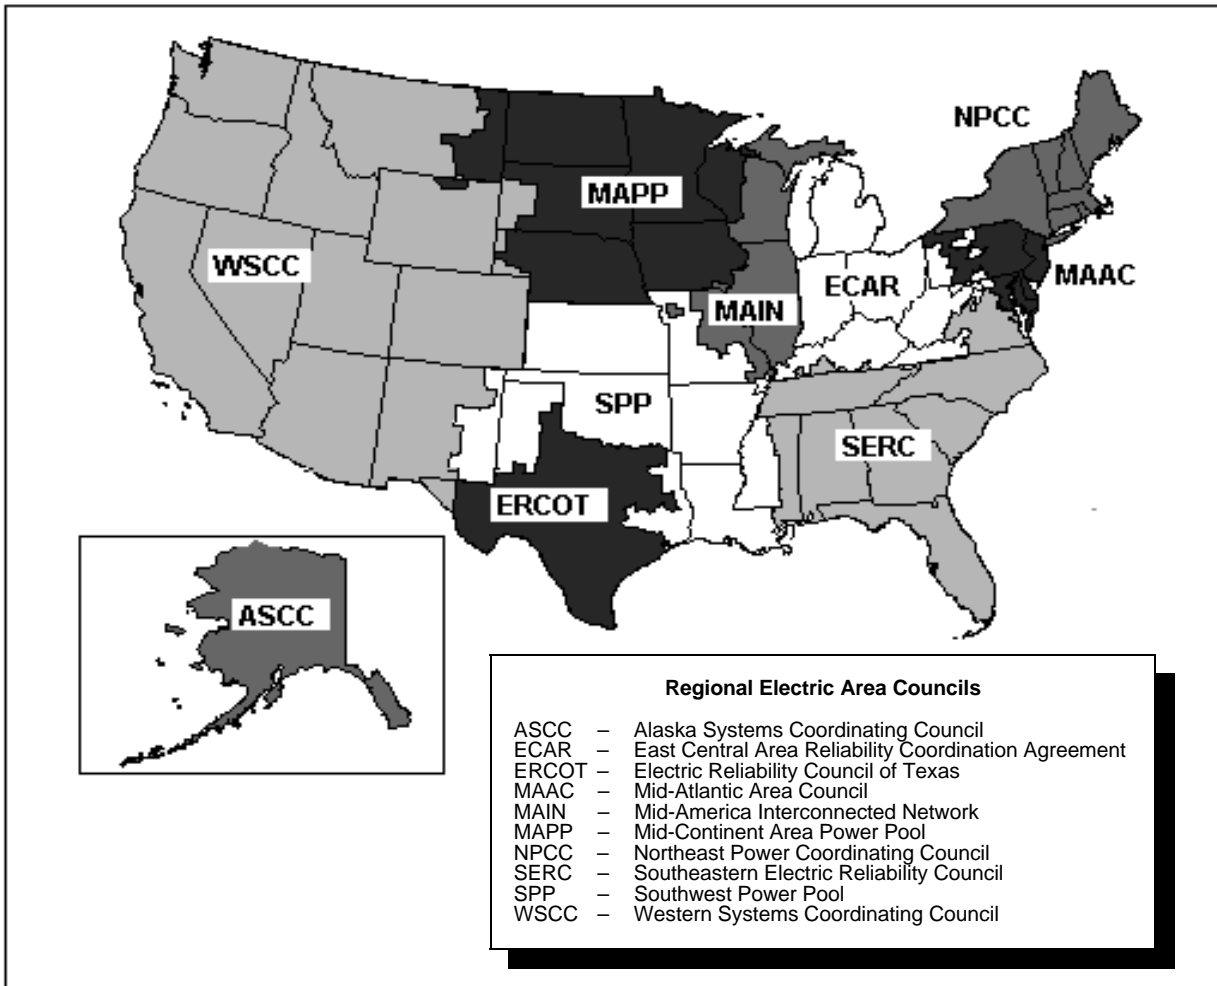 NPCC
MAPP
WSCC
MAAC
ECAR
MAIN
SPP
SERC
ERCOT
ASCC
Regional Electric Area Councils
ASCC – Alaska Systems Coordinating Council
ECAR – East Central Area Reliability Coordination Agreement
ERCOT – Electric Reliability Council of Texas
MAAC – Mid-Atlantic Area Council
MAIN – Mid-America Interconnected Network
MAPP – Mid-Continent Area Power Pool
NPCC – Northeast Power Coordinating Council
SERC – Southeastern Electric Reliability Council
SPP – Southwest Power Pool
WSCC – Western Systems Coordinating Council